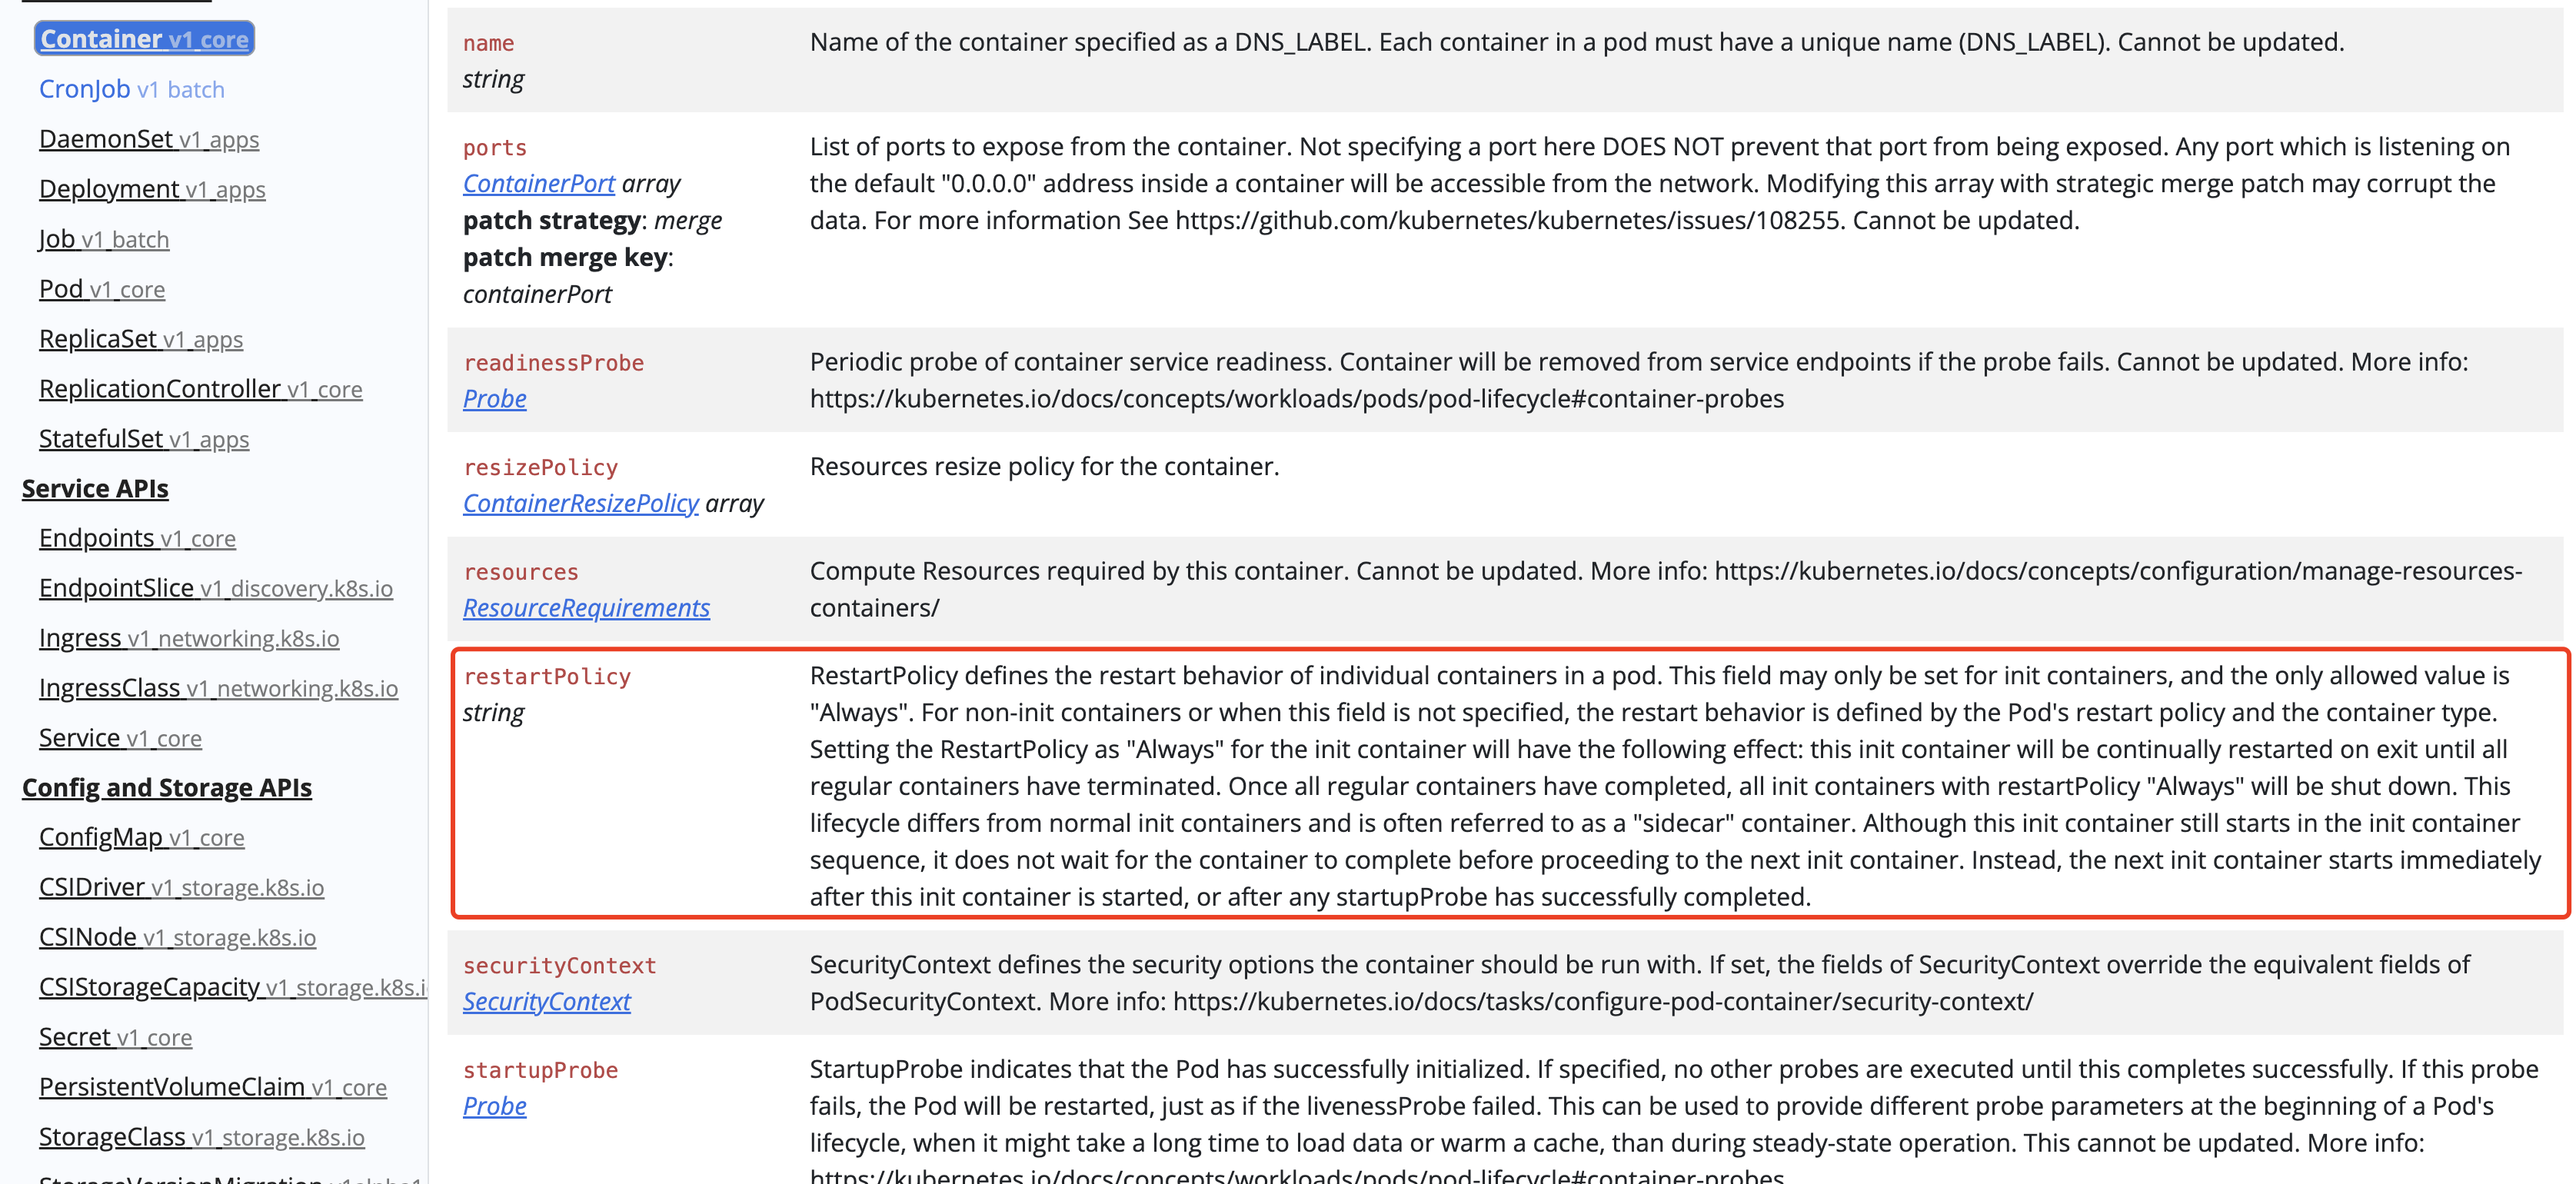 Container v1 core
CronJob v1 batch
DaemonSet v1 apps
Deployment v1 apps
Job v1 batch
Pod v1 core
ReplicaSet v1 apps
ReplicationController v1 core
StatefulSet v1 apps
Service APIs
Endpoints v1 core
EndpointSlice v1 discovery.k8s.io
Ingress v1 networking.k8s.io
IngressClass v1 networking.k8s.io
Service v1 core
Config and Storage APIs
ConfigMap v1 core
CSIDriver v1 storage.k8s.io
CSINode v1 storage.k8s.io
CSIStorageCapacity v1 storage.k8s.i
Secret v1 core
PersistentVolumeClaim v1 core
StorageClass v1 storage.k8s.io
StorageVersionMigration v1alpha1
name
string
Name of the container specified as a DNS_LABEL. Each container in a pod must have a unique name (DNS_LABEL). Cannot be updated.
ports
ContainerPort array
patch strategy: merge
patch merge key:
containerPort
List of ports to expose from the container. Not specifying a port here DOES NOT prevent that port from being exposed. Any port which is listening on
the default "0.0.0.0" address inside a container will be accessible from the network. Modifying this array with strategic merge patch may corrupt the
data. For more information See https://github.com/kubernetes/kubernetes/issues/108255. Cannot be updated.
readinessProbe
Probe
Periodic probe of container service readiness. Container will be removed from service endpoints if the probe fails. Cannot be updated. More info:
https://kubernetes.io/docs/concepts/workloads/pods/pod-lifecycle#container-probes
resizePolicy
ContainerResizePolicy array
Resources resize policy for the container.
resources
ResourceRequirements
Compute Resources required by this container. Cannot be updated. More info: https://kubernetes.io/docs/concepts/configuration/manage-resources-
containers/
restartPolicy
string
RestartPolicy defines the restart behavior of individual containers in a pod. This field may only be set for init containers, and the only allowed value is
"Always". For non-init containers or when this field is not specified, the restart behavior is defined by the Pod's restart policy and the container type.
Setting the RestartPolicy as "Always" for the init container will have the following effect: this init container will be continually restarted on exit until all
regular containers have terminated. Once all regular containers have completed, all init containers with restartPolicy "Always" will be shut down. This
lifecycle differs from normal init containers and is often referred to as a "sidecar" container. Although this init container still starts in the init container
sequence, it does not wait for the container to complete before proceeding to the next init container. Instead, the next init container starts immediately
after this init container is started, or after any startupProbe has successfully completed.
securityContext
SecurityContext
SecurityContext defines the security options the container should be run with. If set, the fields of SecurityContext override the equivalent fields of
PodSecurityContext. More info: https://kubernetes.io/docs/tasks/configure-pod-container/security-context/
startupProbe
Probe
StartupProbe indicates that the Pod has successfully initialized. If specified, no other probes are executed until this completes successfully. If this probe
fails, the Pod will be restarted, just as if the livenessProbe failed. This can be used to provide different probe parameters at the beginning of a Pod's
lifecycle, when it might take a long time to load data or warm a cache, than during steady-state operation. This cannot be updated. More info:
https://kubernetes.io/docs/concepts/workloads/pods/pod-lifecycle#container-probes